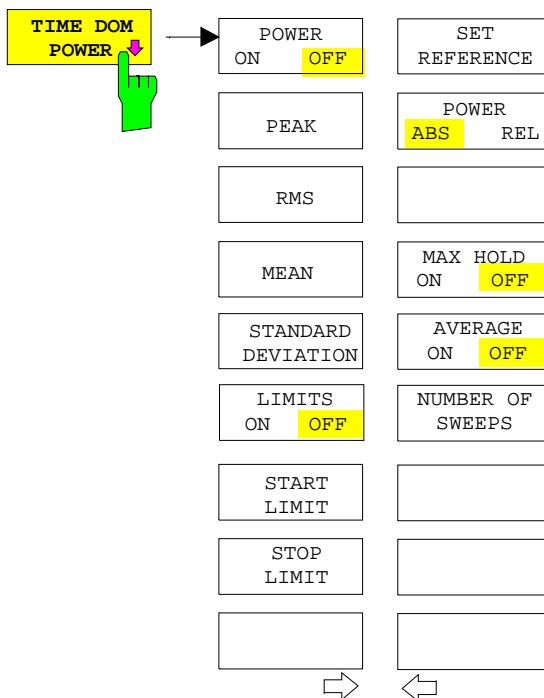 TIME DOM
POWER
POWER
ON OFF
PEAK
RMS
MEAN
STANDARD
DEVIATION
LIMITS
ON OFF
START
LIMIT
STOP
LIMIT
SET
REFERENCE
POWER
ABS REL
MAX HOLD
ON OFF
AVERAGE
ON OFF
NUMBER OF
SWEEPS